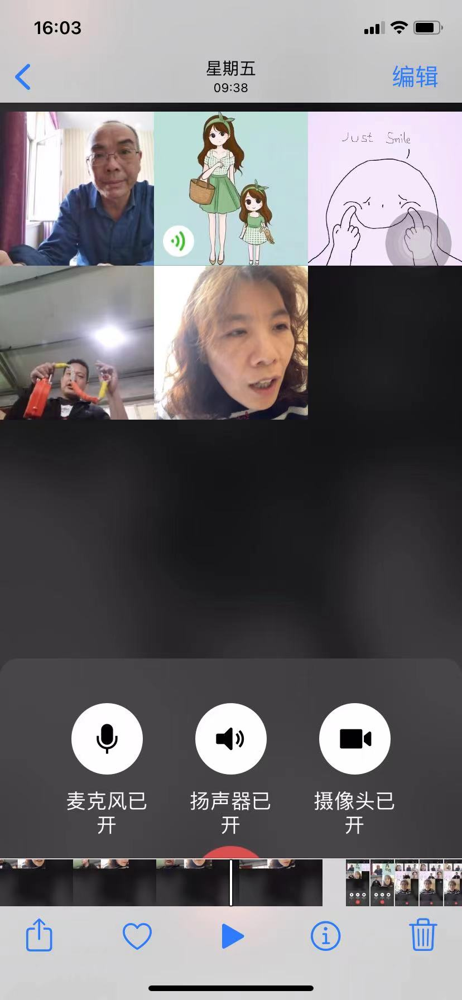 16:03
星期五
09:38
编辑
Just Smile
麦克风已
开
扬声器已
开
摄像头已
开